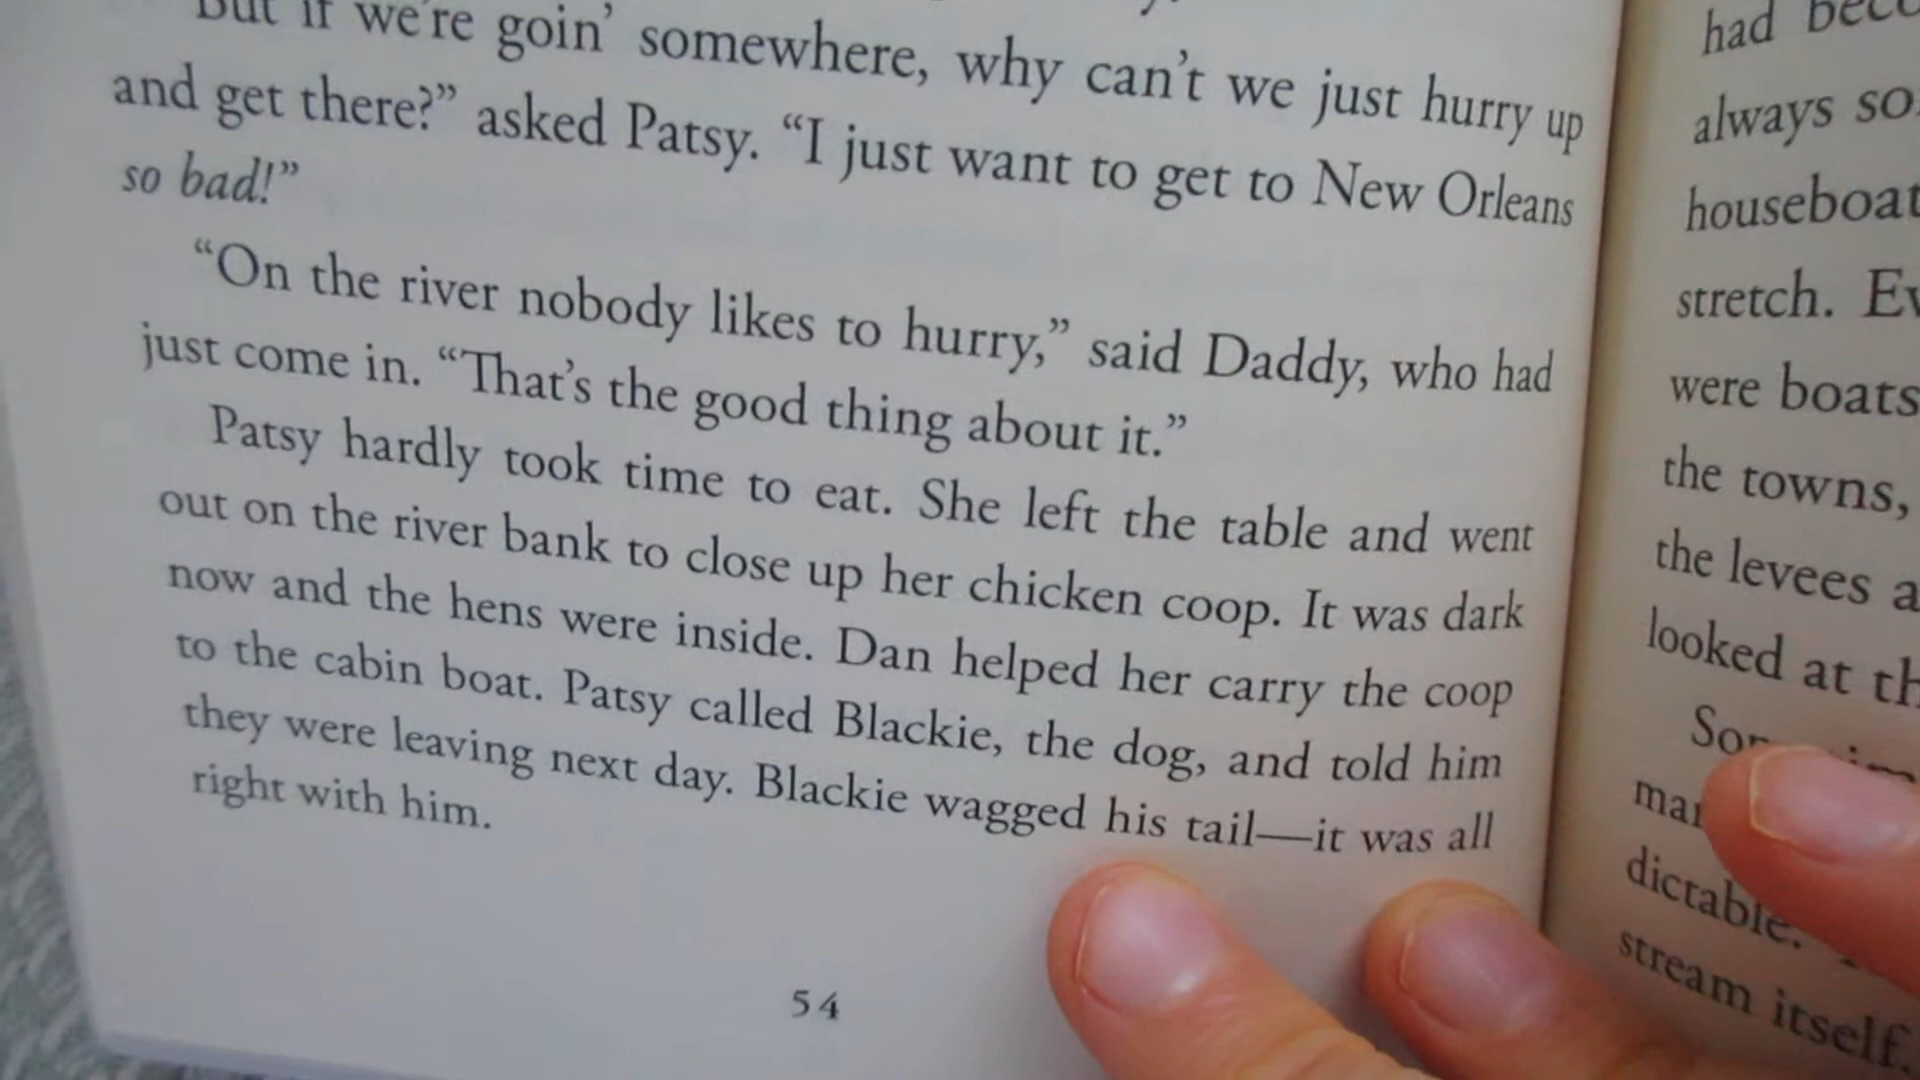 But if we're goin' somewhere, why can't we just hurry up
and get there?” asked Patsy. “I just want to get to New Orleans
so bad!”
“On the river nobody likes to hurry,” said Daddy, who had
just come in. “That's the good thing about it.”
Patsy hardly took time to eat. She left the table and went
out on the river bank to close up her chicken coop. It was dark
now and the hens were inside. Dan helped her carry the coop
to the cabin boat. Patsy called Blackie, the dog, and told him
they were leaving next day. Blackie wagged his tail—it was all
right with him.
54
had
always
houseboat
stretch.
were boats
the towns,
the levees
looked at
stream itself.